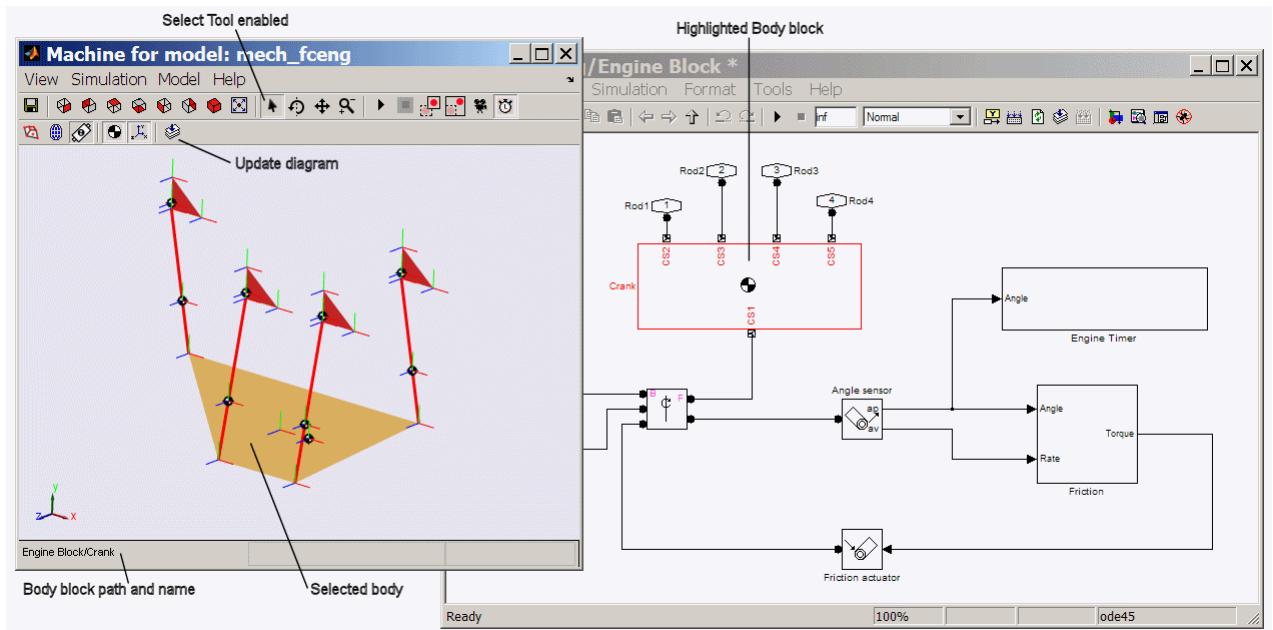 Select Tool enabled
Highlighted Body block
Machine for model: mech_fceng
View Simulation Model Help
Update diagram
y
z
x
Engine Block/Crank
Body block path and name
Selected body
/Engine Block *
Simulation Format Tools Help
inf
Normal
Rod2 2
3 Rod3
Rod1 1
4 Rod4
CS2
CS3
CS4
CS5
Crank
CS1
Angle
Engine Timer
B
F
Angle sensor
ap
av
Angle
Torque
Rate
Friction
Friction actuator
Ready
100%
ode45